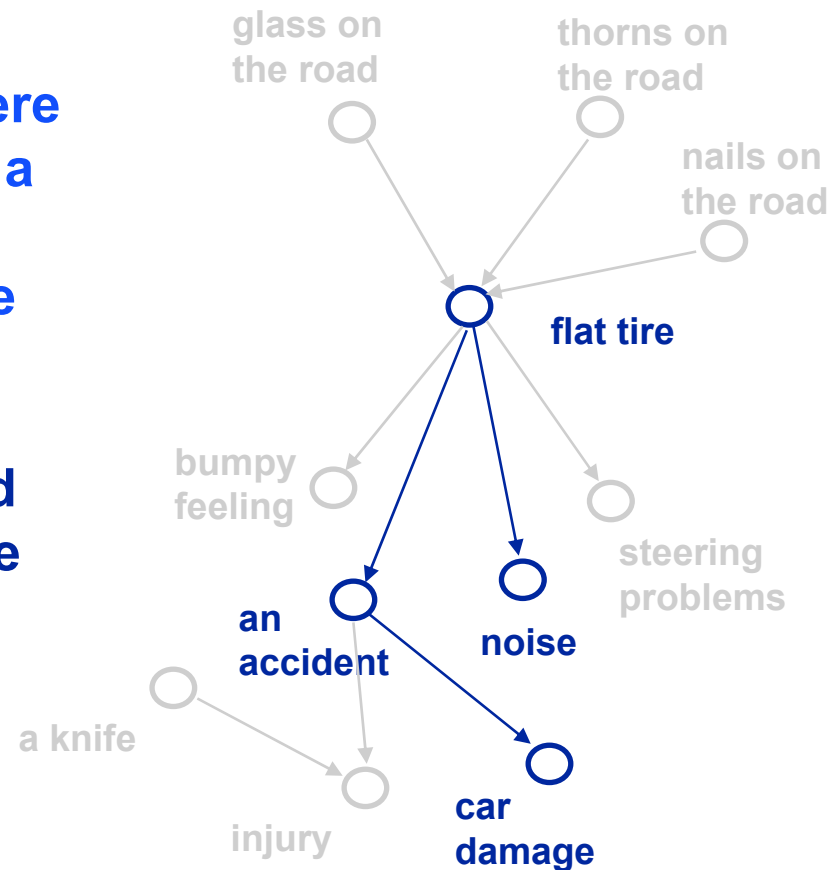 glass on
the road
thorns on
the road
ere
a
nails on
the road
e
flat tire
bumpy
feeling
d
e
steering
problems
an
accident
noise
a knife
car
damage
injury